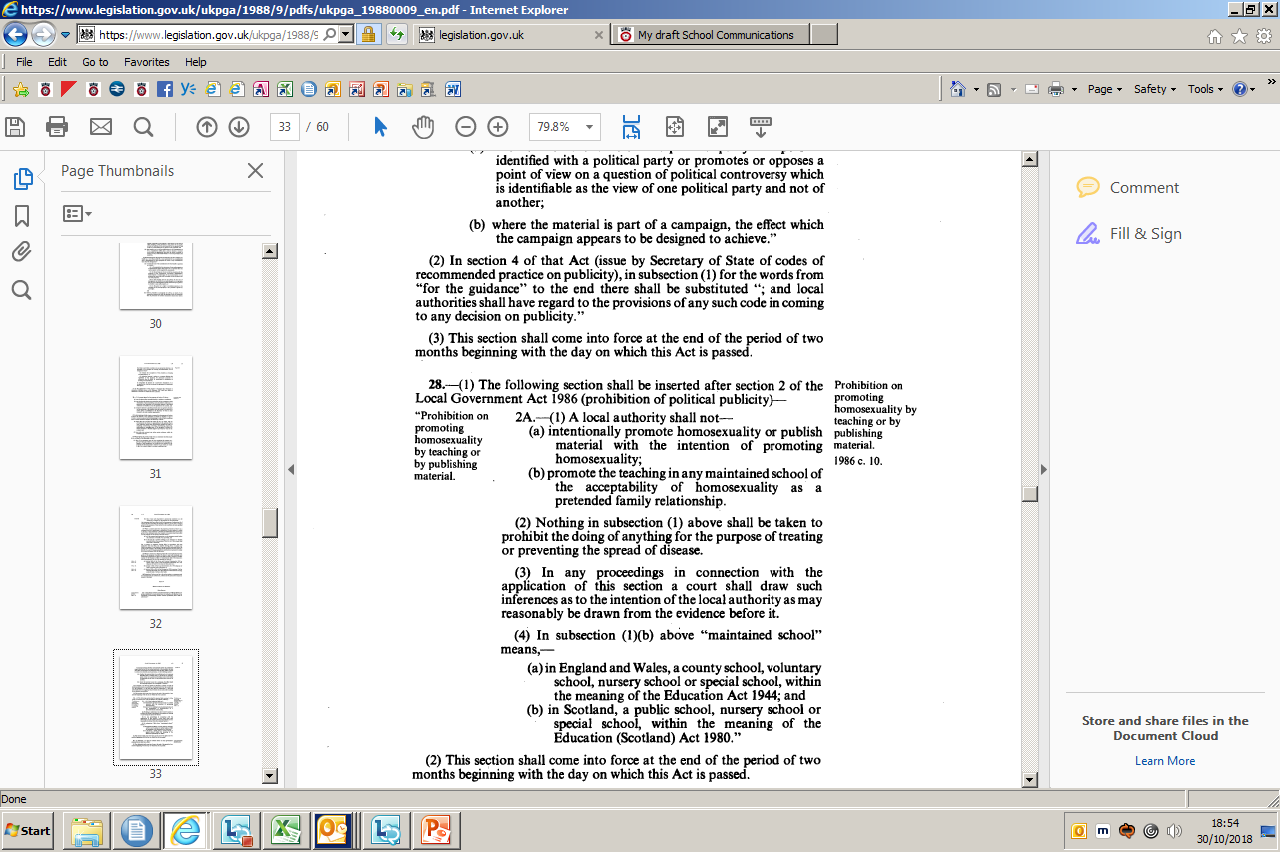 https://www.legislation.gov.uk/ukpga/1988/9/pdfs/ukpga_19880009_en.pdf - Internet Explorer
https://www.legislation.gov.uk/ukpga/1988/9
legislation.gov.uk
My draft School Communications
File Edit Go to Favorites Help
Page Safety Tools
33 / 60
79.8%
Page Thumbnails
30
31
32
33
identified with a political party or promotes or opposes a
point of view on a question of political controversy which
is identifiable as the view of one political party and not of
another;
(b) where the material is part of a campaign, the effect which
the campaign appears to be designed to achieve.”
(2) In section 4 of that Act (issue by Secretary of State of codes of
recommended practice on publicity), in subsection (1) for the words from
“for the guidance” to the end there shall be substituted “; and local
authorities shall have regard to the provisions of any such code in coming
to any decision on publicity.”
(3) This section shall come into force at the end of the period of two
months beginning with the day on which this Act is passed.
28.—(1) The following section shall be inserted after section 2 of the
Local Government Act 1986 (prohibition of political publicity)—
Prohibition on
promoting
homosexuality by
teaching or by
publishing
material.
1986 c. 10.
“Prohibition on
promoting
homosexuality
by teaching or
by publishing
material.
2A.—(1) A local authority shall not—
(a) intentionally promote homosexuality or publish
material with the intention of promoting
homosexuality;
(b) promote the teaching in any maintained school of
the acceptability of homosexuality as a
pretended family relationship.
(2) Nothing in subsection (1) above shall be taken to
prohibit the doing of anything for the purpose of treating
or preventing the spread of disease.
(3) In any proceedings in connection with the
application of this section a court shall draw such
inferences as to the intention of the local authority as may
reasonably be drawn from the evidence before it.
(4) In subsection (1)(b) above “maintained school”
means,—
(a) in England and Wales, a county school, voluntary
school, nursery school or special school, within
the meaning of the Education Act 1944; and
(b) in Scotland, a public school, nursery school or
special school, within the meaning of the
Education (Scotland) Act 1980.”
(2) This section shall come into force at the end of the period of two
months beginning with the day on which this Act is passed.
Comment
Fill & Sign
Store and share files in the
Document Cloud
Learn More
Done
Start
18:54
30/10/2018